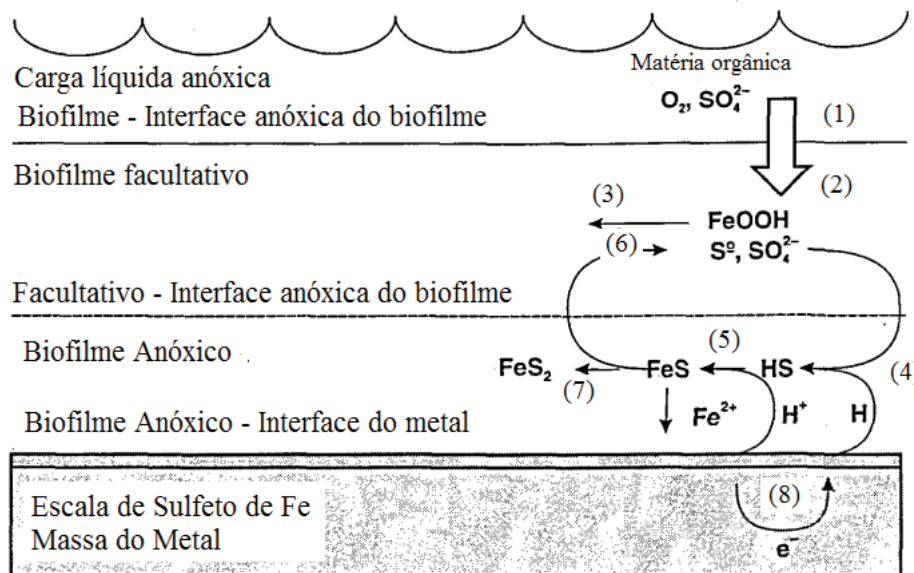 Carga líquida anóxica
Matéria orgânica
O₂, SO₄²⁻
(1)
Biofilme - Interface anóxica do biofilme
Biofilme facultativo
(2)
(3)
FeOOH
(6)
Sº, SO₄²⁻
Facultativo - Interface anóxica do biofilme
Biofilme Anóxico
(5)
FeS₂
FeS
HS
(4)
(7)
Biofilme Anóxico - Interface do metal
Fe²⁺
H⁺
H
Escala de Sulfeto de Fe
(8)
Massa do Metal
e⁻